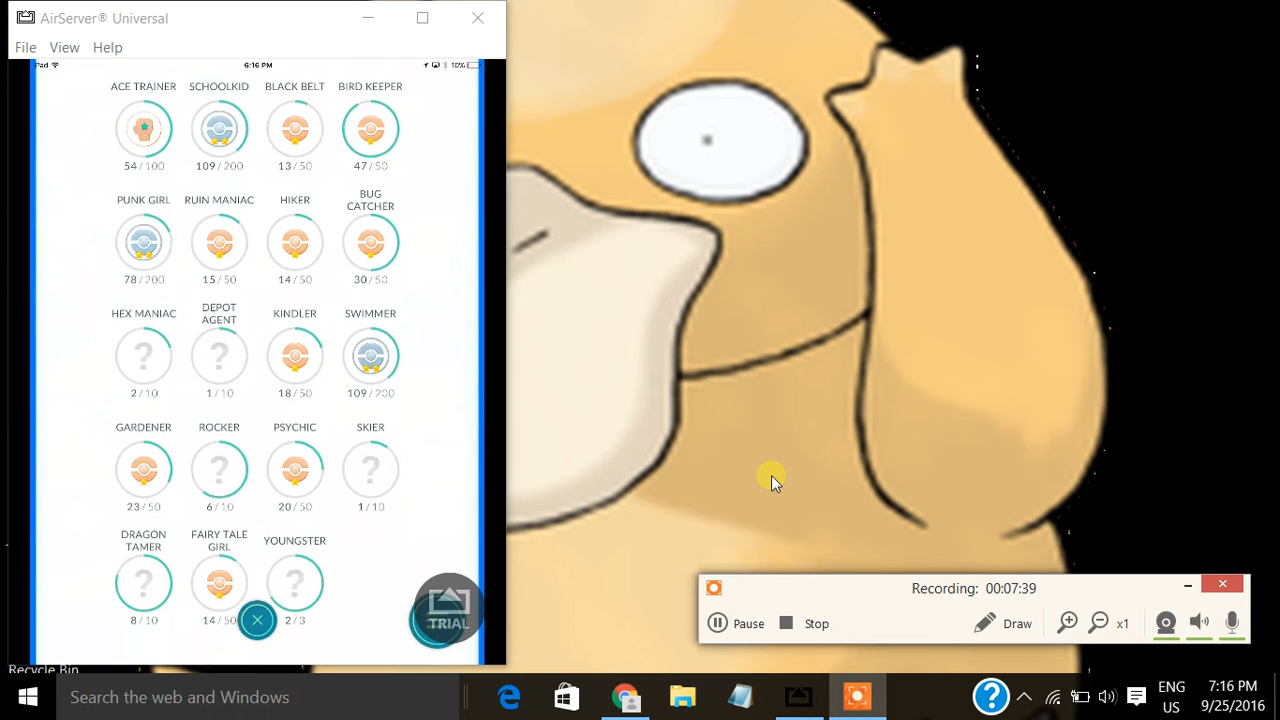 AirServer® Universal
File View Help
Pad 6:16 PM 10%
ACE TRAINER SCHOOLKID BLACK BELT BIRD KEEPER
54 / 100 109 / 200 13 / 50 47 / 50
PUNK GIRL RUIN MANIAC HIKER BUG CATCHER
78 / 200 15 / 50 14 / 50 30 / 50
HEX MANIAC DEPOT AGENT KINDLER SWIMMER
? ?
2 / 10 1 / 10 18 / 50 109 / 200
GARDENER ROCKER PSYCHIC SKIER
? ?
23 / 50 6 / 10 20 / 50 1 / 10
DRAGON TAMER FAIRY TALE GIRL YOUNGSTER
? ?
8 / 10 14 / 50 2 / 3
TRIAL
Recording: 00:07:39
Pause Stop Draw x1
Recycle Bin
Search the web and Windows
?
ENG
US
7:16 PM
9/25/2016